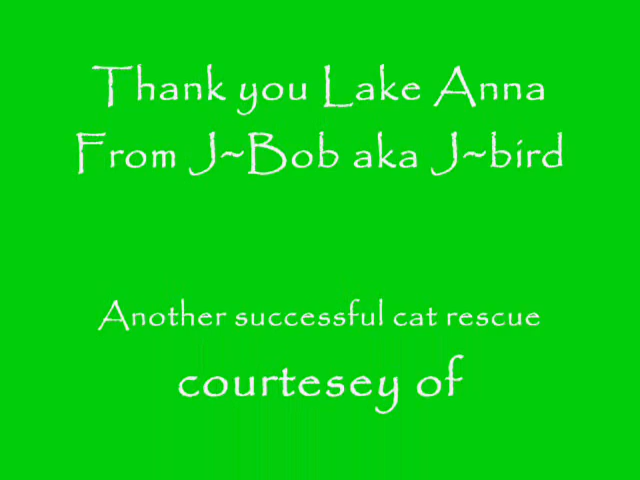 Thank you Lake Anna
From J~Bob aka J~bird
Another successful cat rescue
courtesey of